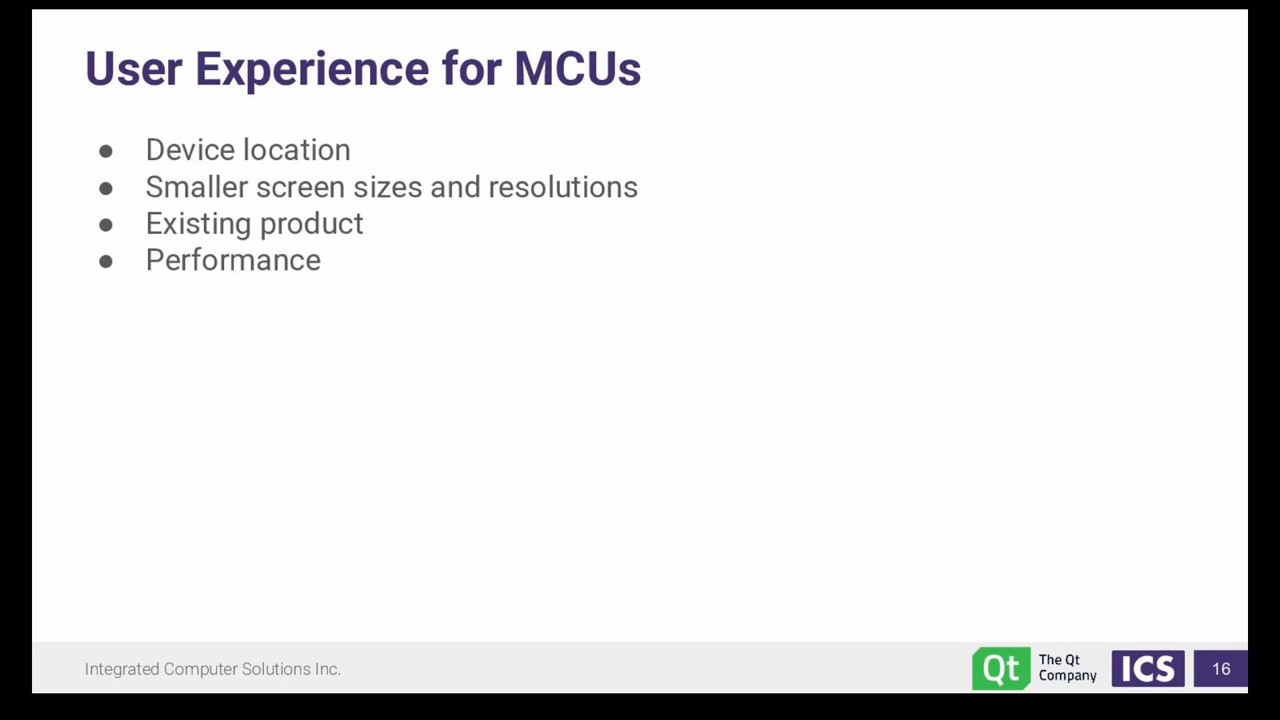 User Experience for MCUs
● Device location
● Smaller screen sizes and resolutions
● Existing product
● Performance
Integrated Computer Solutions Inc.
Qt
The Qt
Company
ICS
16